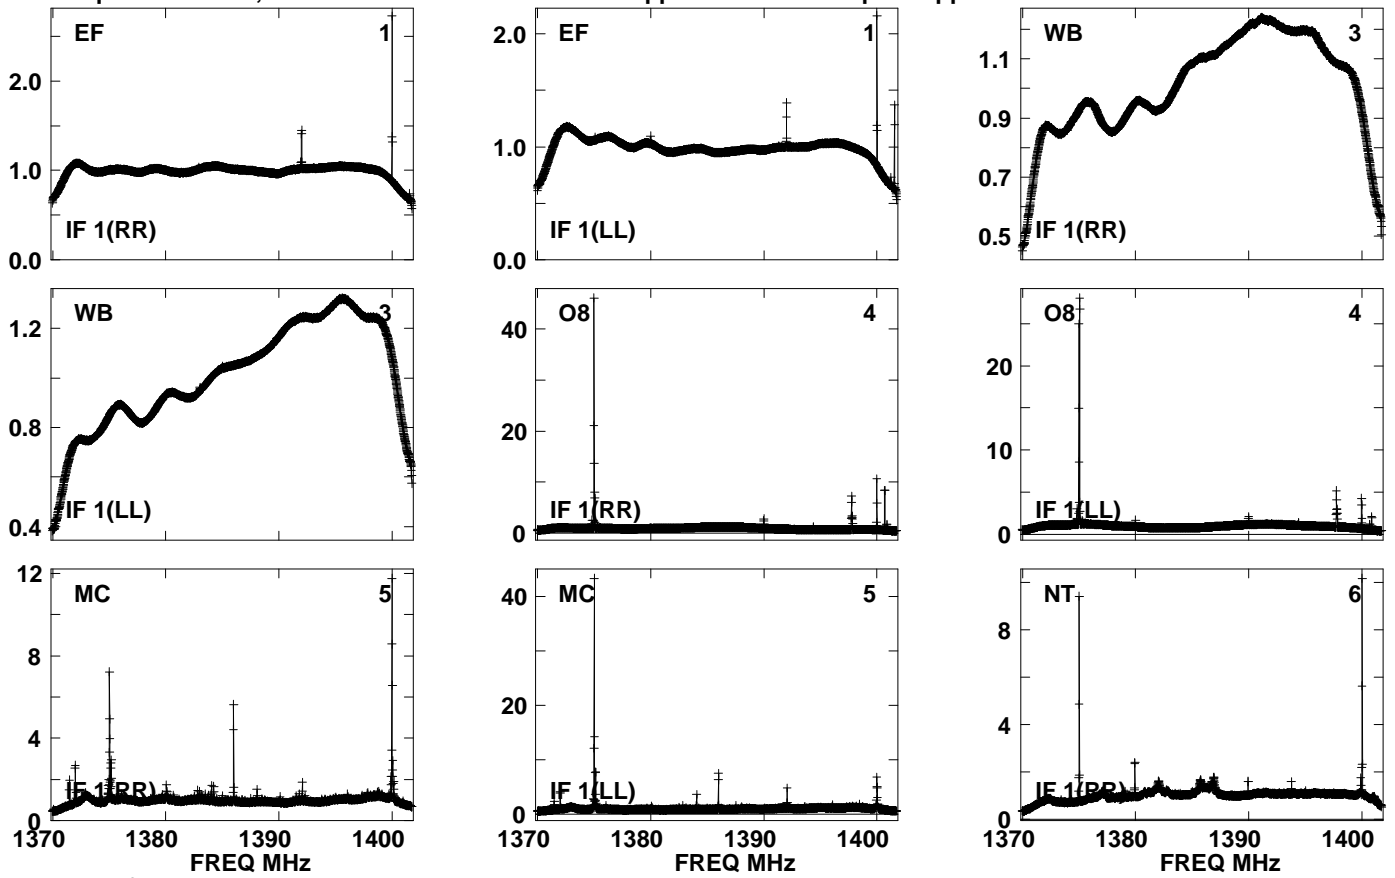 EF 1
2.0
1.0
0.0
IF 1(RR)
EF 1
2.0
1.0
0.0
IF 1(LL)
WB 3
1.1
0.9
0.7
0.5
IF 1(RR)
WB 3
1.2
0.8
0.4
IF 1(LL)
O8 4
40
20
0
IF 1(RR)
O8 4
20
10
0
IF 1(LL)
MC 5
12
8
4
0
IF 1(RR)
1370 1380 1390 1400
FREQ MHz
MC 5
40
20
0
IF 1(LL)
1370 1380 1390 1400
FREQ MHz
NT 6
8
4
0
IF 1(RR)
1370 1380 1390 1400
FREQ MHz